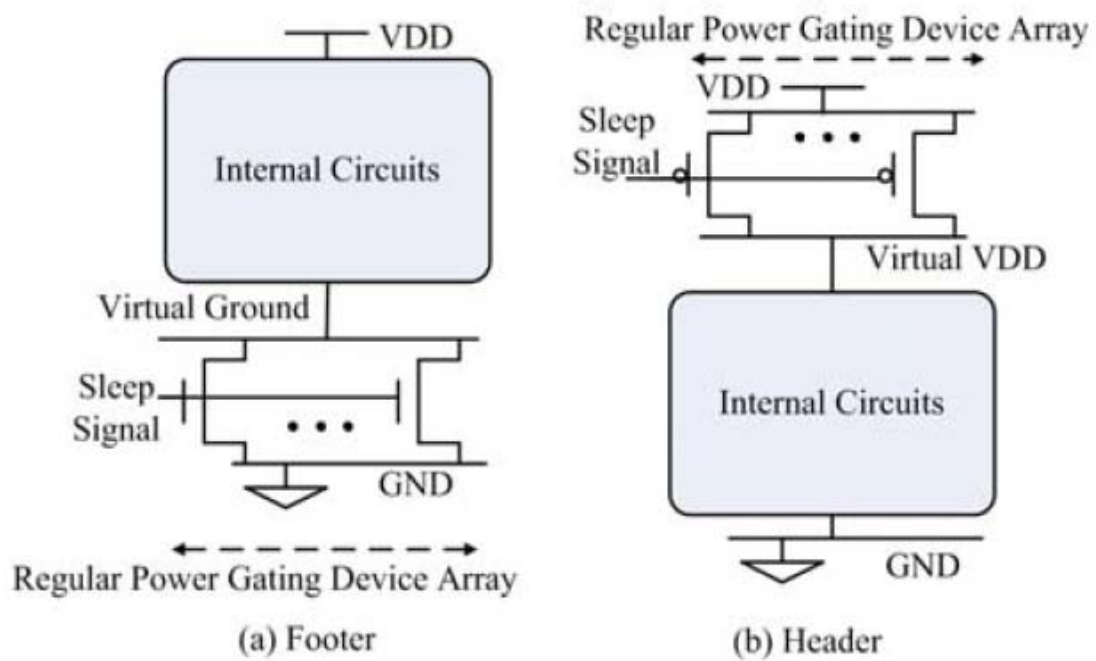 VDD
Internal Circuits
Virtual Ground
Sleep
Signal
GND
Regular Power Gating Device Array
(a) Footer
Regular Power Gating Device Array
VDD
Sleep
Signal
Virtual VDD
Internal Circuits
GND
(b) Header